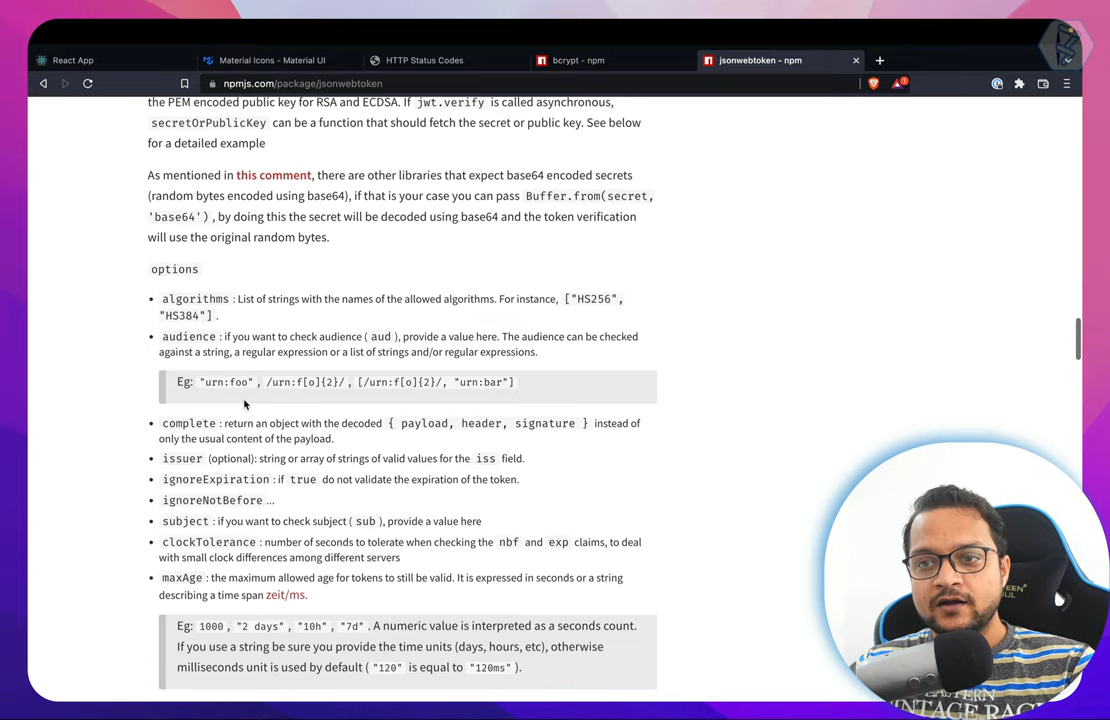 React App
Material Icons - Material UI
HTTP Status Codes
bcrypt - npm
jsonwebtoken - npm
npmjs.com/package/jsonwebtoken
1
the PEM encoded public key for RSA and ECDSA. If jwt.verify is called asynchronous,
secretOrPublicKey can be a function that should fetch the secret or public key. See below
for a detailed example
As mentioned in this comment, there are other libraries that expect base64 encoded secrets
(random bytes encoded using base64), if that is your case you can pass Buffer.from(secret,
'base64') , by doing this the secret will be decoded using base64 and the token verification
will use the original random bytes.
options
• algorithms : List of strings with the names of the allowed algorithms. For instance, ["HS256",
"HS384"] .
• audience : if you want to check audience ( aud ), provide a value here. The audience can be checked
against a string, a regular expression or a list of strings and/or regular expressions.
Eg: "urn:foo" , /urn:f[o]{2}/ , [/urn:f[o]{2}/, "urn:bar"]
• complete : return an object with the decoded { payload, header, signature } instead of
only the usual content of the payload.
• issuer (optional): string or array of strings of valid values for the iss field.
• ignoreExpiration : if true do not validate the expiration of the token.
• ignoreNotBefore ...
• subject : if you want to check subject ( sub ), provide a value here
• clockTolerance : number of seconds to tolerate when checking the nbf and exp claims, to deal
with small clock differences among different servers
• maxAge : the maximum allowed age for tokens to still be valid. It is expressed in seconds or a string
describing a time span zeit/ms.
Eg: 1000 , "2 days" , "10h" , "7d" . A numeric value is interpreted as a seconds count.
If you use a string be sure you provide the time units (days, hours, etc), otherwise
milliseconds unit is used by default ( "120" is equal to "120ms" ).